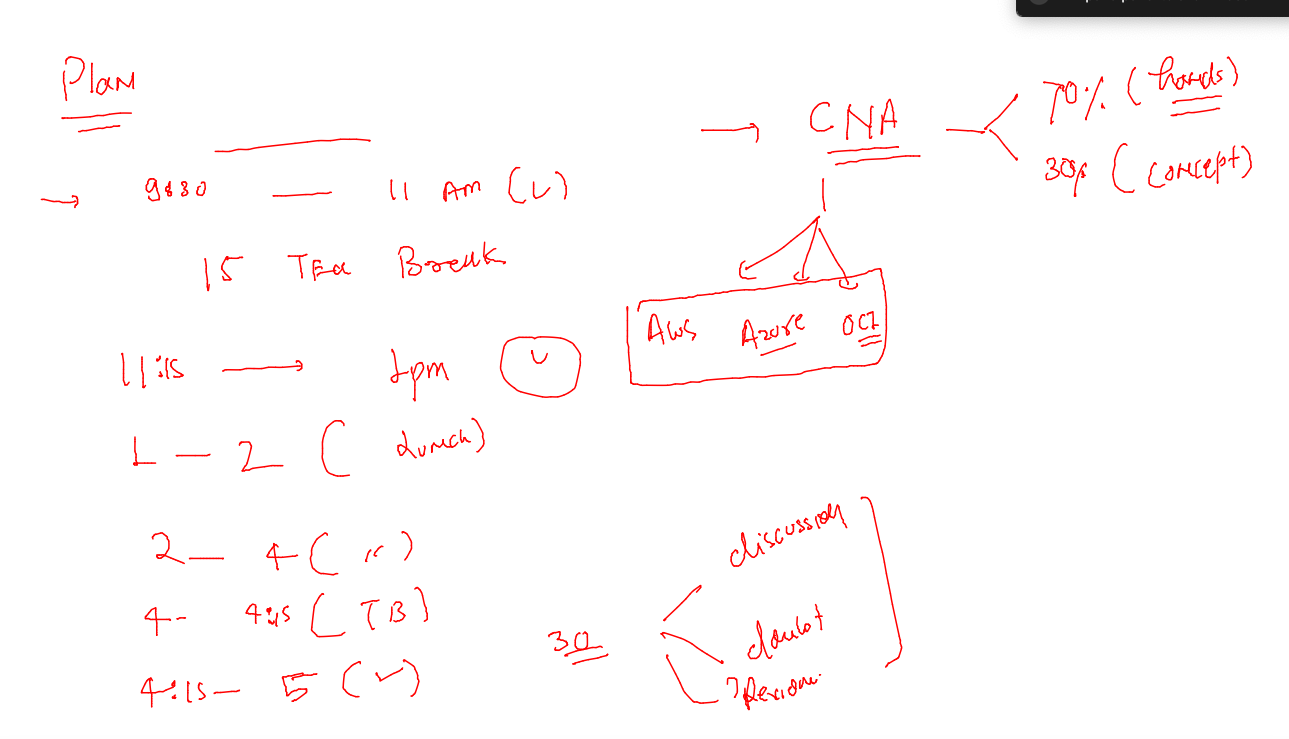 Plan
9:30 — 11 AM (L)
15 Tea Break
11:15 → 1pm
L
1 — 2 (Lunch)
2 — 4 (")
4 - 4:15 (TB)
4:15 — 5 (✓)
→ CNA
70% (hands)
30% (concept)
AWS Azure OCI
30
discussion
doubt